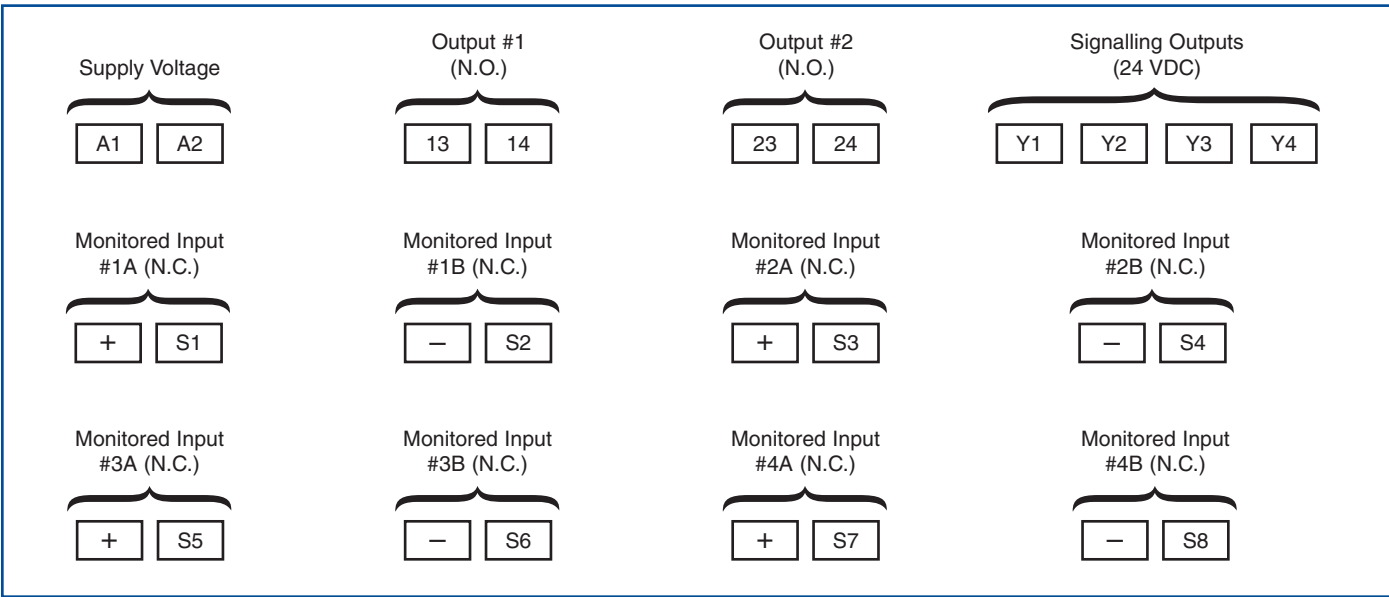 Supply Voltage
Output #1
(N.O.)
Output #2
(N.O.)
Signalling Outputs
(24 VDC)
A1 A2
13 14
23 24
Y1 Y2 Y3 Y4
Monitored Input
#1A (N.C.)
Monitored Input
#1B (N.C.)
Monitored Input
#2A (N.C.)
Monitored Input
#2B (N.C.)
+ S1
– S2
+ S3
– S4
Monitored Input
#3A (N.C.)
Monitored Input
#3B (N.C.)
Monitored Input
#4A (N.C.)
Monitored Input
#4B (N.C.)
+ S5
– S6
+ S7
– S8